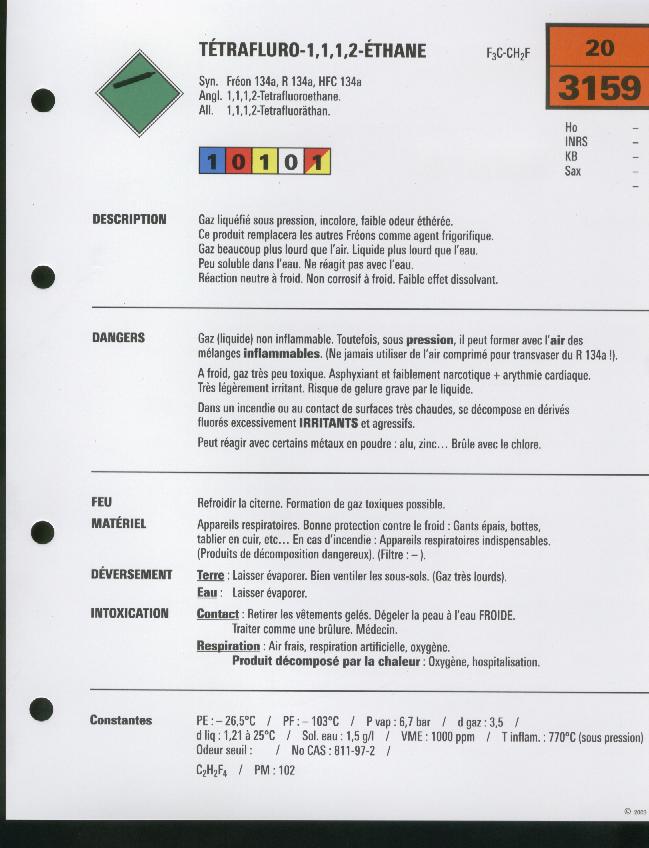 TÉTRAFLURO-1,1,1,2-ÉTHANE F₃C-CH₂F 20
3159
Syn. Fréon 134a, R 134a, HFC 134a
Angl. 1,1,1,2-Tetrafluoroethane.
All. 1,1,1,2-Tetrafluoräthan.
Ho –
INRS –
KB –
Sax –
–
1 0 1 0 1
DESCRIPTION Gaz liquéfié sous pression, incolore, faible odeur éthérée.
Ce produit remplacera les autres Fréons comme agent frigorifique.
Gaz beaucoup plus lourd que l'air. Liquide plus lourd que l'eau.
Peu soluble dans l'eau. Ne réagit pas avec l'eau.
Réaction neutre à froid. Non corrosif à froid. Faible effet dissolvant.
DANGERS Gaz (liquide) non inflammable. Toutefois, sous pression, il peut former avec l'air des
mélanges inflammables. (Ne jamais utiliser de l'air comprimé pour transvaser du R 134a !).
A froid, gaz très peu toxique. Asphyxiant et faiblement narcotique + arythmie cardiaque.
Très légèrement irritant. Risque de gelure grave par le liquide.
Dans un incendie ou au contact de surfaces très chaudes, se décompose en dérivés
fluorés excessivement IRRITANTS et agressifs.
Peut réagir avec certains métaux en poudre : alu, zinc... Brûle avec le chlore.
FEU Refroidir la citerne. Formation de gaz toxiques possible.
MATÉRIEL Appareils respiratoires. Bonne protection contre le froid : Gants épais, bottes,
tablier en cuir, etc... En cas d'incendie : Appareils respiratoires indispensables.
(Produits de décomposition dangereux). (Filtre : – ).
DÉVERSEMENT Terre : Laisser évaporer. Bien ventiler les sous-sols. (Gaz très lourds).
Eau : Laisser évaporer.
INTOXICATION Contact : Retirer les vêtements gelés. Dégeler la peau à l'eau FROIDE.
Traiter comme une brûlure. Médecin.
Respiration : Air frais, respiration artificielle, oxygène.
Produit décomposé par la chaleur : Oxygène, hospitalisation.
Constantes PE : – 26,5°C / PF : – 103°C / P vap : 6,7 bar / d gaz : 3,5 /
d liq : 1,21 à 25°C / Sol. eau : 1,5 g/l / VME : 1000 ppm / T inflam. : 770°C (sous pression)
Odeur seuil : / No CAS : 811-97-2 /
C₂H₂F₄ / PM : 102
© 2003